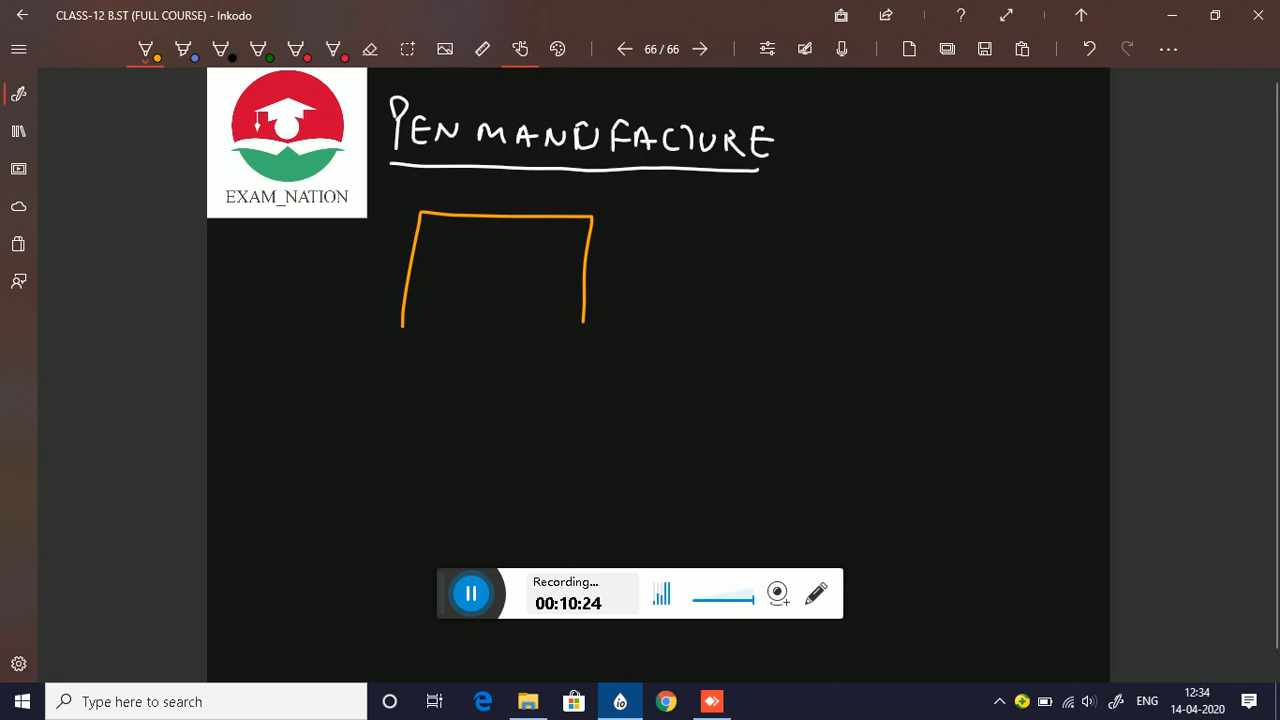 CLASS-12 B.ST (FULL COURSE) - Inkodo
66 / 66
EXAM_NATION
PEN MANUFACTURE
Recording...
00:10:24
Type here to search
ENG
12:34
14-04-2020